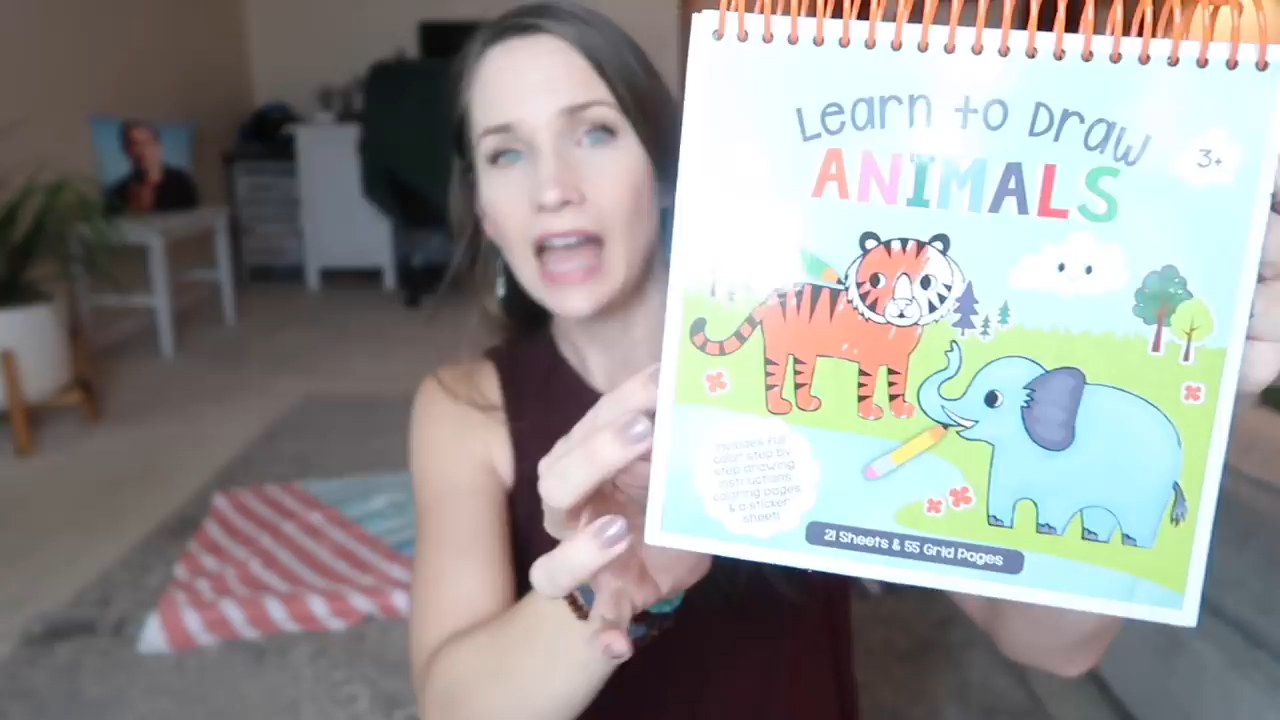 Learn to Draw
ANIMALS
3+
includes full
color step by
step drawing
instructions,
coloring pages
& a sticker
sheet!
21 Sheets & 55 Grid Pages